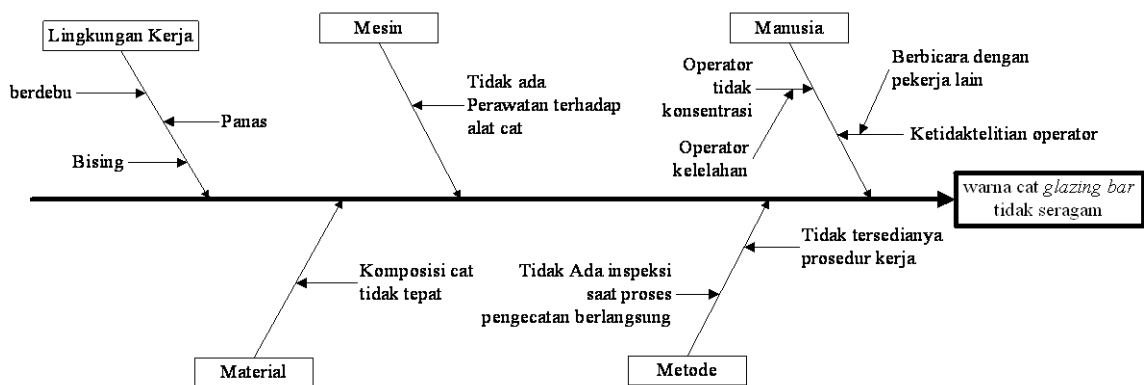 Lingkungan Kerja
Mesin
Manusia
berdebu
Panas
Bising
Tidak ada
Perawatan terhadap
alat cat
Operator
tidak
konsentrasi
Operator
kelelahan
Berbicara dengan
pekerja lain
Ketidaktelitian operator
warna cat glazing bar
tidak seragam
Komposisi cat
tidak tepat
Tidak Ada inspeksi
saat proses
pengecatan berlangsung
Tidak tersedianya
prosedur kerja
Material
Metode